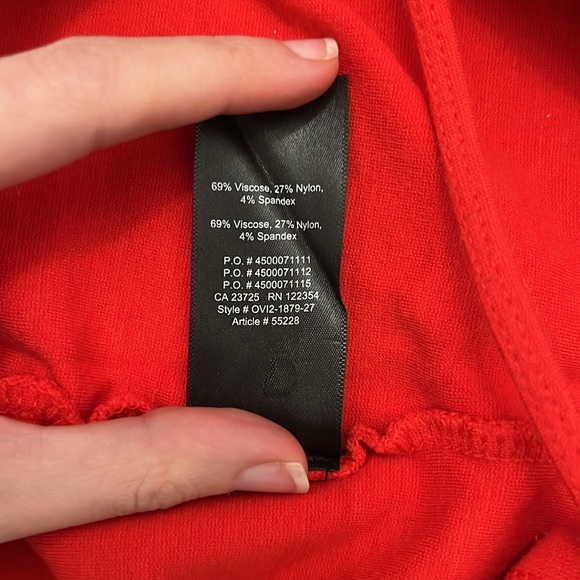 69% Viscose, 27% Nylon,
4% Spandex
69% Viscose, 27% Nylon,
4% Spandex
P.O. # 4500071111
P.O. # 4500071112
P.O. # 4500071115
CA 23725 RN 122354
Style # OVI2-1879-27
Article # 55228